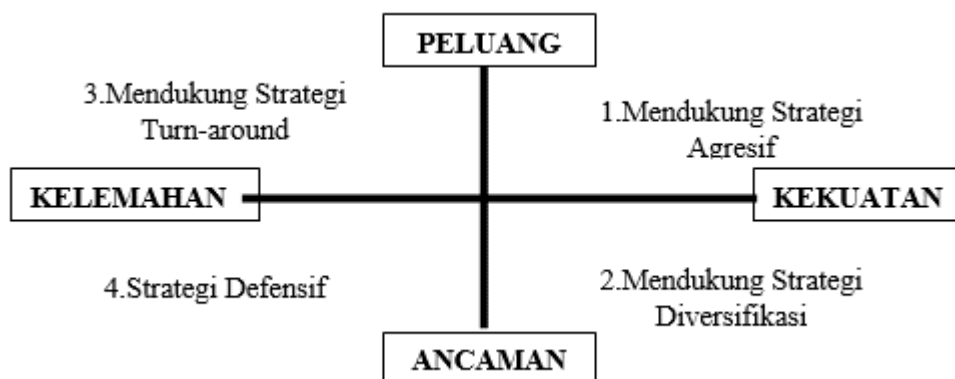 PELUANG
3.Mendukung Strategi
Turn-around
1.Mendukung Strategi
Agresif
KELEMAHAN
KEKUATAN
4.Strategi Defensif
2.Mendukung Strategi
Diversifikasi
ANCAMAN